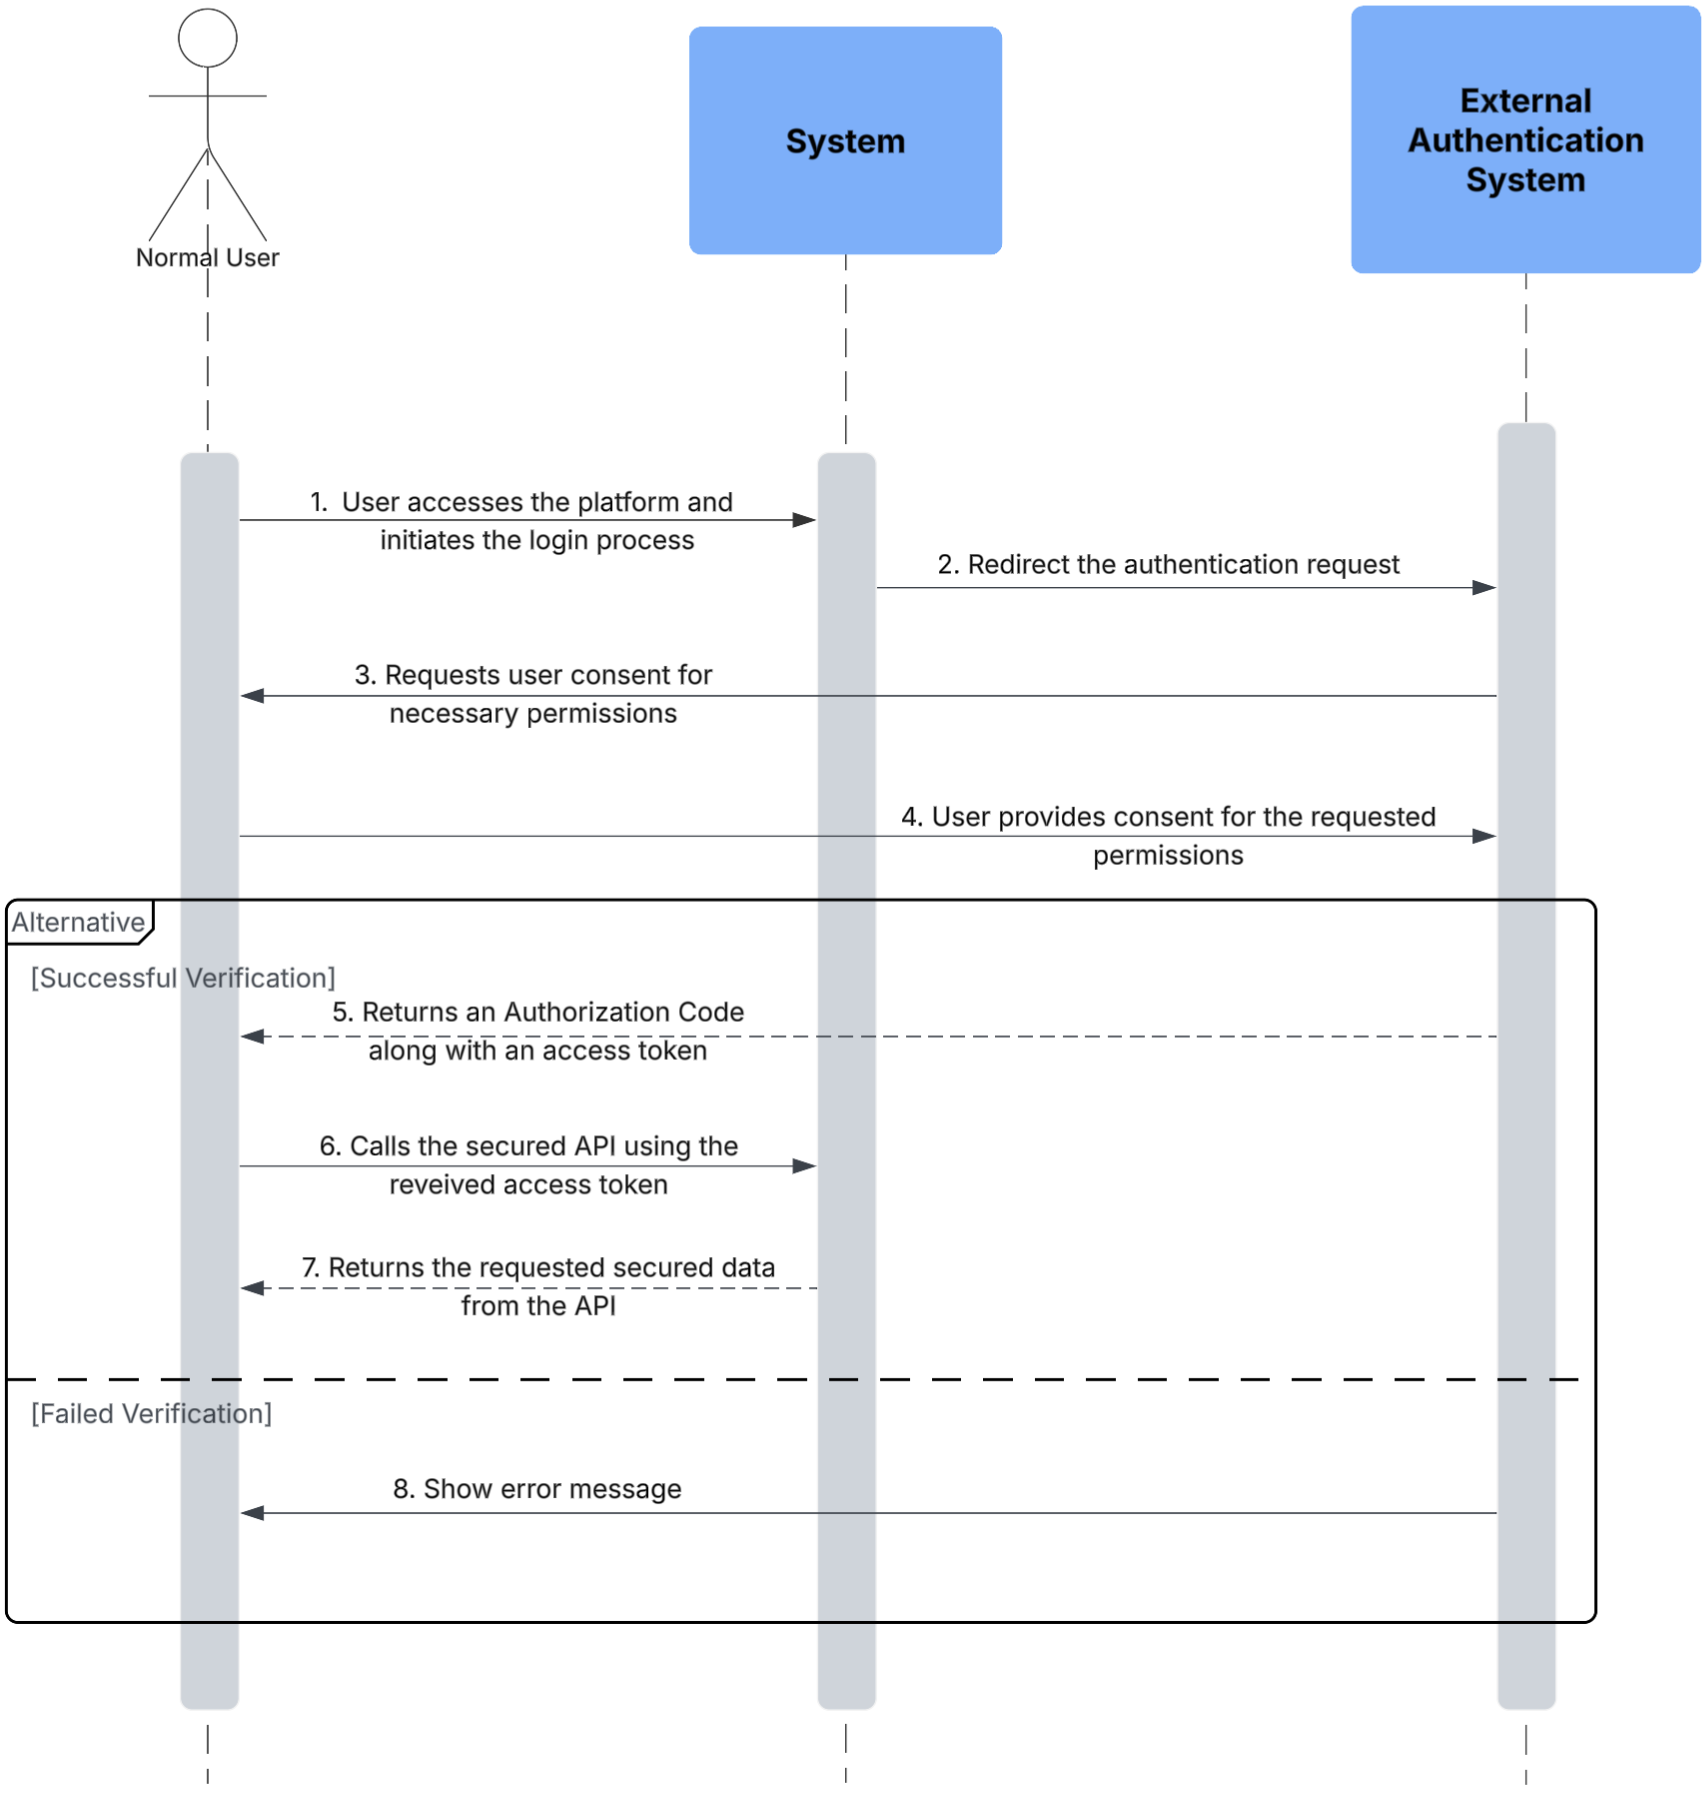 Normal User
System
External
Authentication
System
1. User accesses the platform and
initiates the login process
2. Redirect the authentication request
3. Requests user consent for
necessary permissions
4. User provides consent for the requested
permissions
Alternative
[Successful Verification]
5. Returns an Authorization Code
along with an access token
6. Calls the secured API using the
reveived access token
7. Returns the requested secured data
from the API
[Failed Verification]
8. Show error message